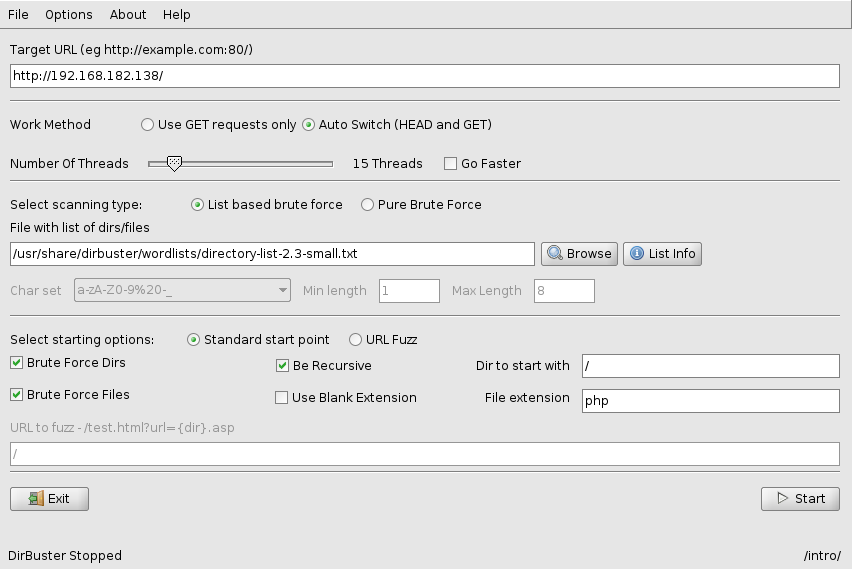 File Options About Help
Target URL (eg http://example.com:80/)
http://192.168.182.138/
Work Method Use GET requests only Auto Switch (HEAD and GET)
Number Of Threads 15 Threads Go Faster
Select scanning type: List based brute force Pure Brute Force
File with list of dirs/files
/usr/share/dirbuster/wordlists/directory-list-2.3-small.txt Browse List Info
Char set a-zA-Z0-9%20-_ Min length 1 Max Length 8
Select starting options: Standard start point URL Fuzz
Brute Force Dirs Be Recursive Dir to start with /
Brute Force Files Use Blank Extension File extension php
URL to fuzz - /test.html?url={dir}.asp
/
Exit Start
DirBuster Stopped /intro/